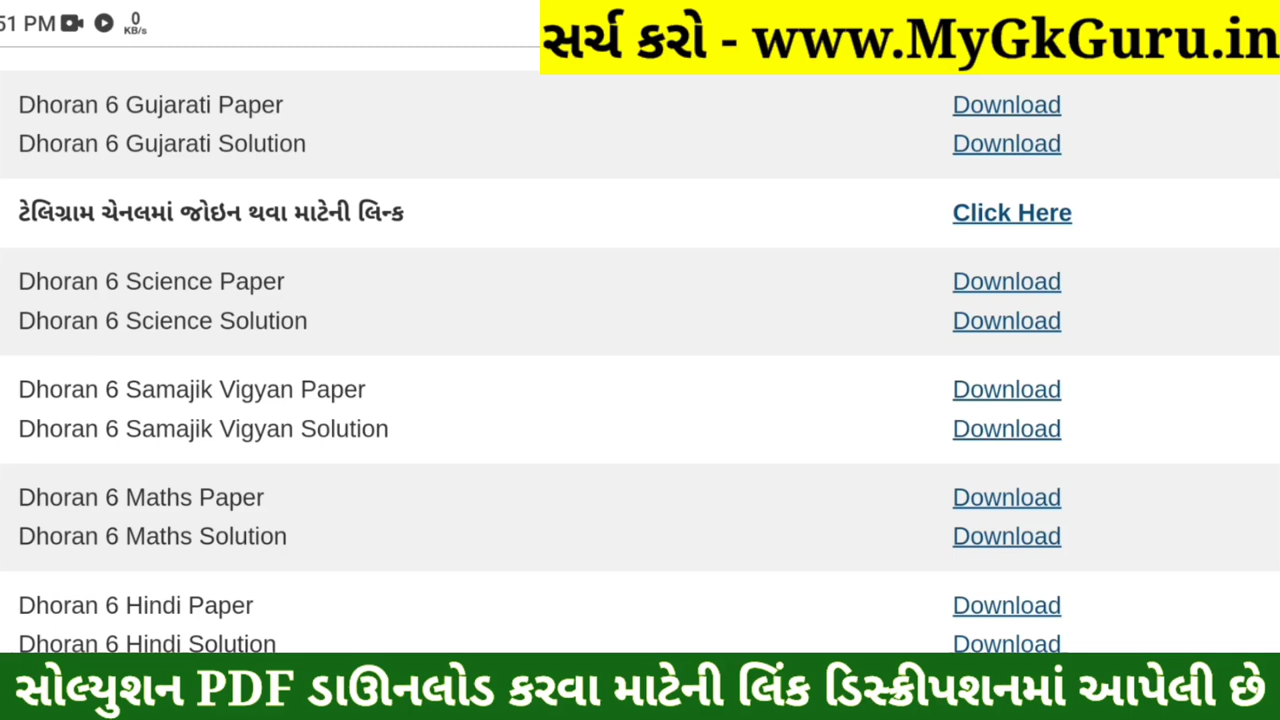 51 PM 0 KB/s
સર્ચ કરો - www.MyGkGuru.in
Dhoran 6 Gujarati Paper Download
Dhoran 6 Gujarati Solution Download
ટેલિગ્રામ ચેનલમાં જોઇન થવા માટેની લિન્ક Click Here
Dhoran 6 Science Paper Download
Dhoran 6 Science Solution Download
Dhoran 6 Samajik Vigyan Paper Download
Dhoran 6 Samajik Vigyan Solution Download
Dhoran 6 Maths Paper Download
Dhoran 6 Maths Solution Download
Dhoran 6 Hindi Paper Download
Dhoran 6 Hindi Solution Download
સોલ્યુશન PDF ડાઊનલોડ કરવા માટેની લિંક ડિસ્ક્રીપશનમાં આપેલી છે